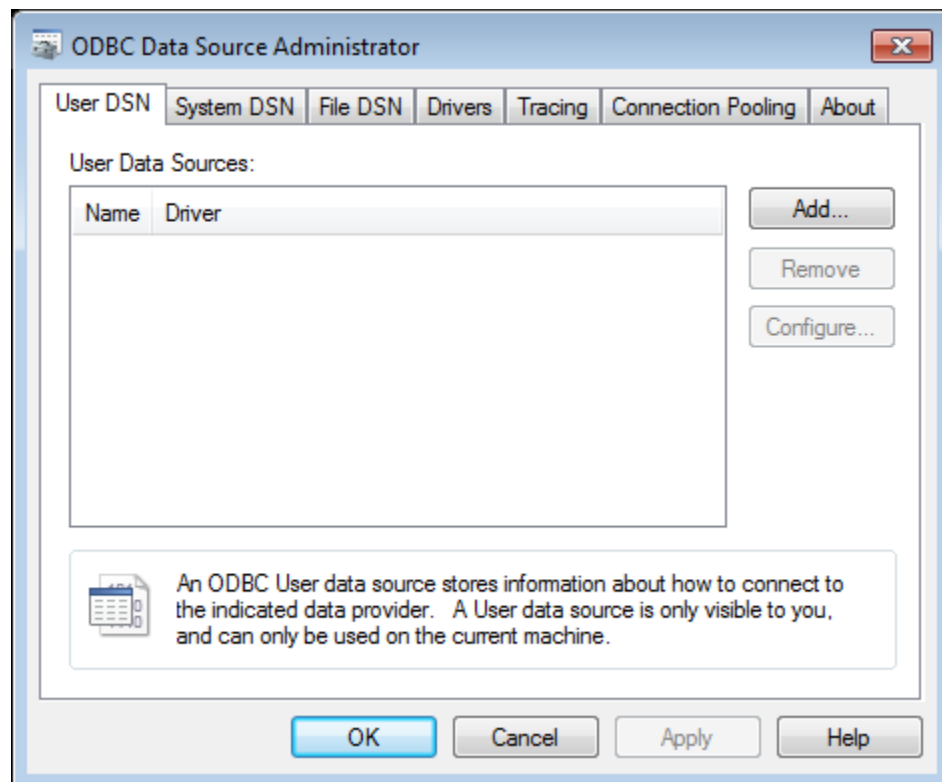 ODBC Data Source Administrator
User DSN System DSN File DSN Drivers Tracing Connection Pooling About
User Data Sources:
Name Driver
Add...
Remove
Configure...
An ODBC User data source stores information about how to connect to
the indicated data provider. A User data source is only visible to you,
and can only be used on the current machine.
OK Cancel Apply Help